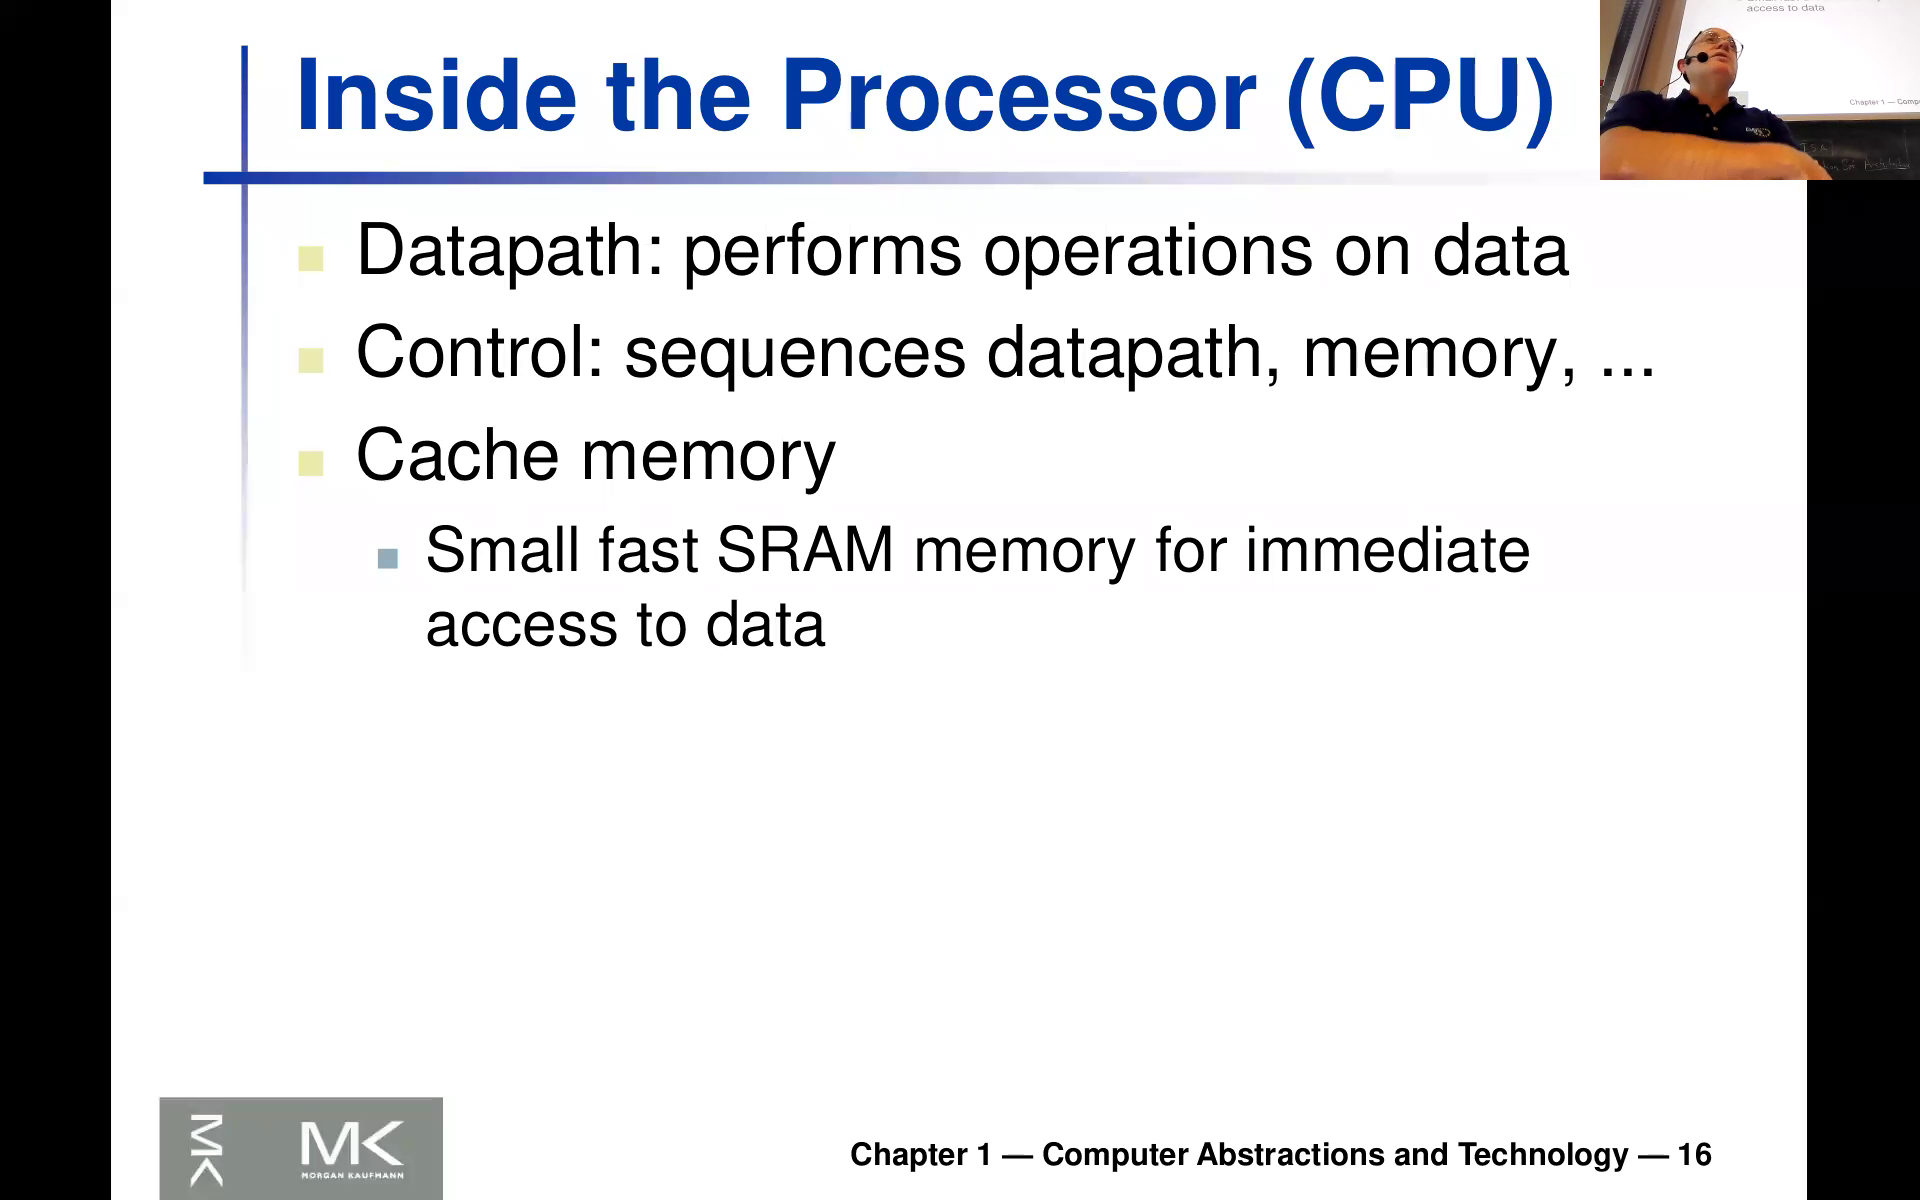 Inside the Processor (CPU)
access to data
Chapter 1 — Compu
Datapath: performs operations on data
Control: sequences datapath, memory, ...
Cache memory
Small fast SRAM memory for immediate
access to data
MK
MK
MORGAN KAUFMANN
Chapter 1 — Computer Abstractions and Technology — 16